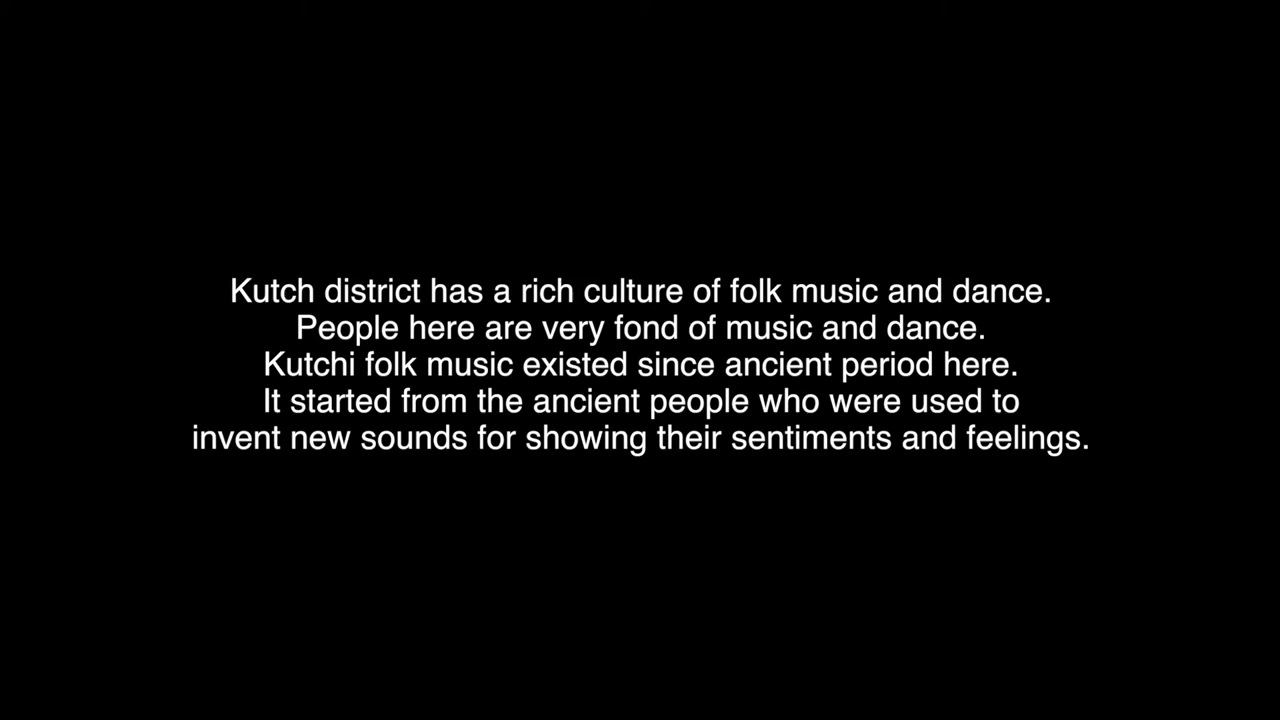 Kutch district has a rich culture of folk music and dance.
People here are very fond of music and dance.
Kutchi folk music existed since ancient period here.
It started from the ancient people who were used to
invent new sounds for showing their sentiments and feelings.